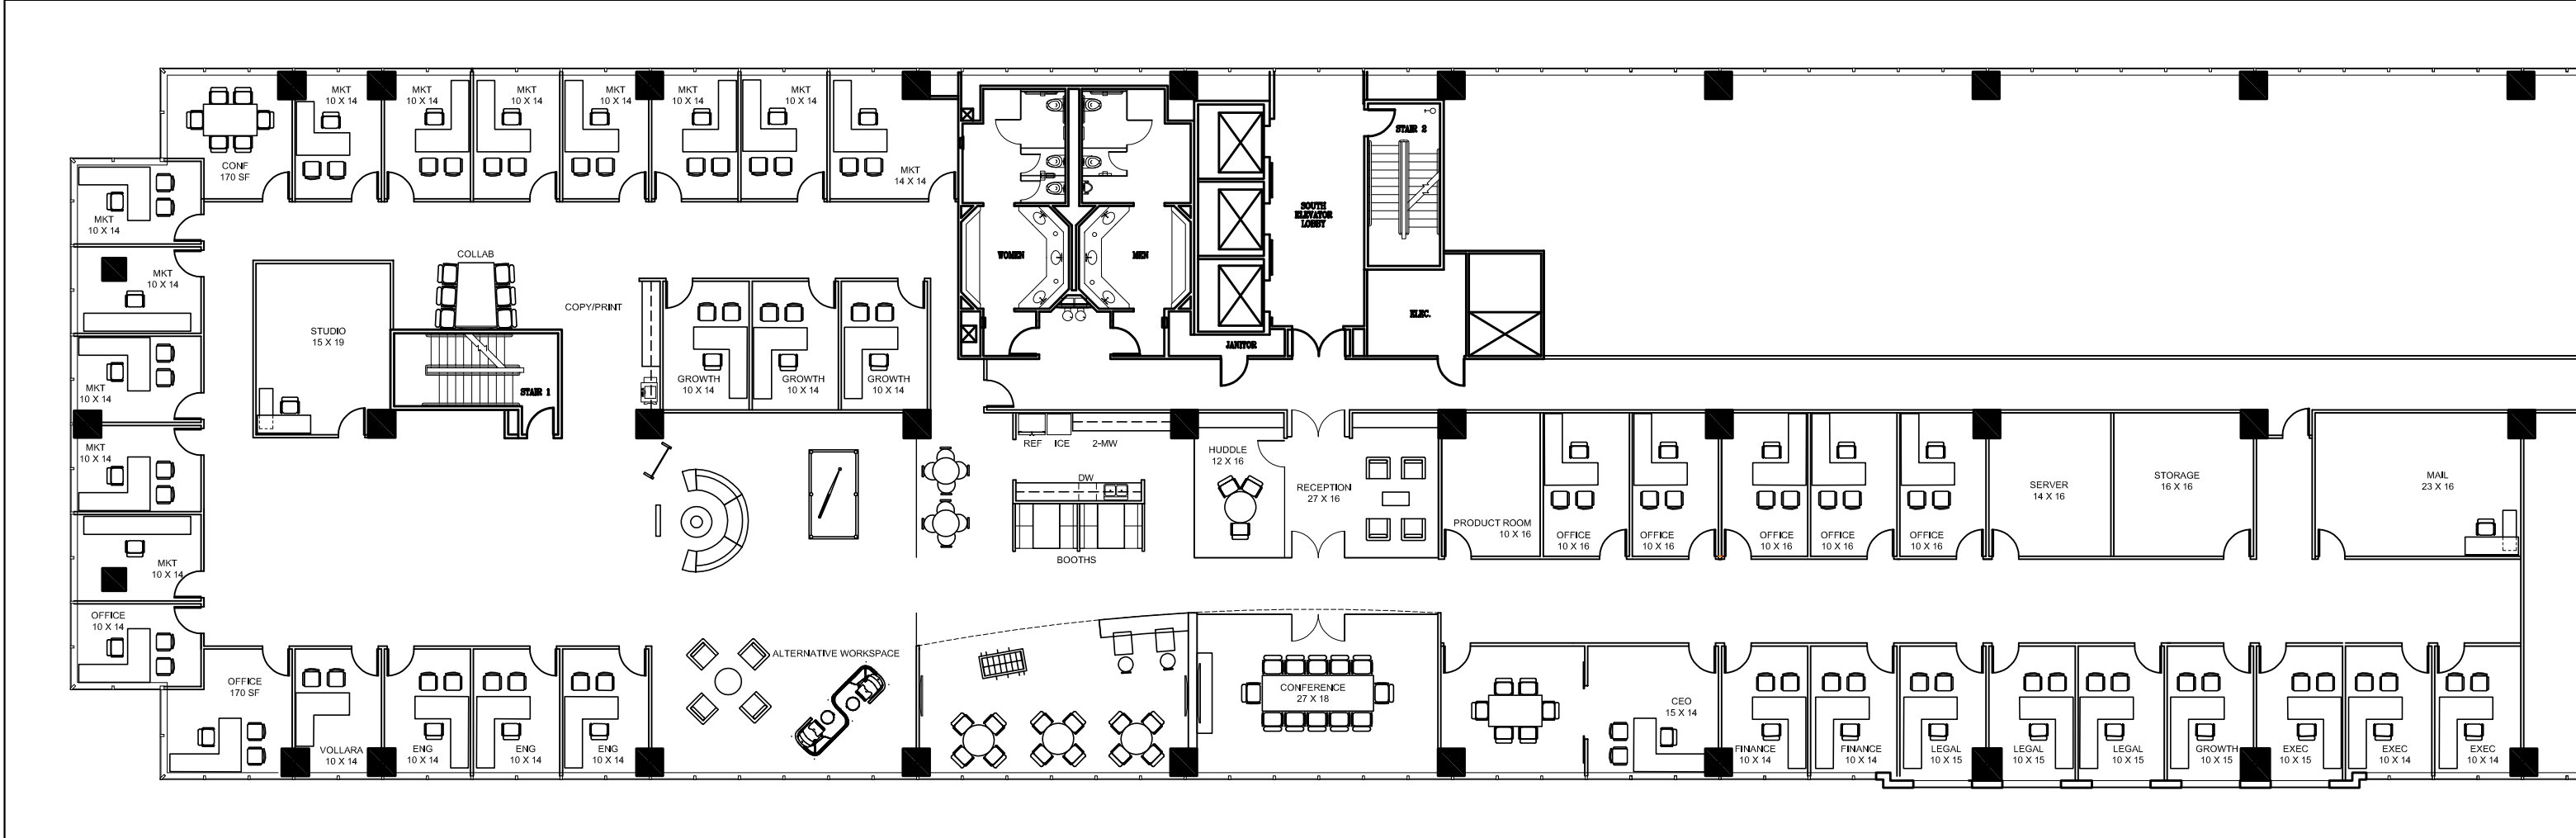 MKT
10 X 14
MKT
10 X 14
MKT
10 X 14
MKT
10 X 14
MKT
10 X 14
MKT
10 X 14
CONF
170 SF
MKT
14 X 14
STAIR 2
MKT
10 X 14
SOUTH
ELEVATOR
LOBBY
COLLAB
WOMEN
MEN
MKT
10 X 14
COPY/PRINT
STUDIO
15 X 19
ELEC.
JANITOR
MKT
10 X 14
STAIR 1
GROWTH
10 X 14
GROWTH
10 X 14
GROWTH
10 X 14
MKT
10 X 14
REF
ICE
2-MW
HUDDLE
12 X 16
DW
RECEPTION
27 X 16
PRODUCT ROOM
10 X 16
OFFICE
10 X 16
OFFICE
10 X 16
OFFICE
10 X 16
OFFICE
10 X 16
OFFICE
10 X 16
SERVER
14 X 16
STORAGE
16 X 16
MAIL
23 X 16
BOOTHS
MKT
10 X 14
OFFICE
10 X 14
ALTERNATIVE WORKSPACE
OFFICE
170 SF
CONFERENCE
27 X 18
CEO
15 X 14
VOLLARA
10 X 14
ENG
10 X 14
ENG
10 X 14
ENG
10 X 14
FINANCE
10 X 14
FINANCE
10 X 14
LEGAL
10 X 15
LEGAL
10 X 15
LEGAL
10 X 15
GROWTH
10 X 15
EXEC
10 X 15
EXEC
10 X 14
EXEC
10 X 14